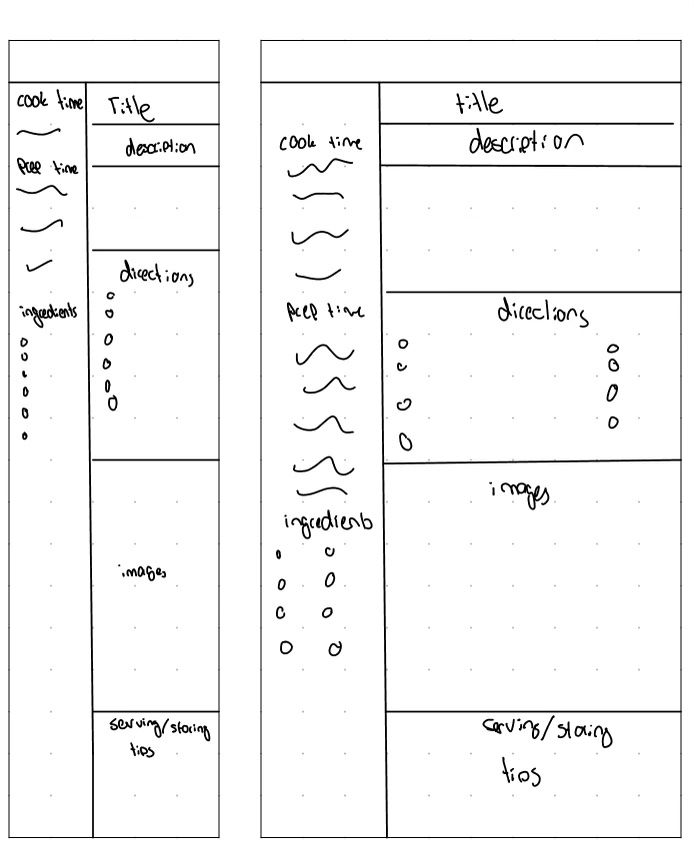 cook time
prep time
ingredients
Title
description
directions
images
serving/storing
tips
cook time
prep time
ingredients
title
description
directions
images
serving/storing
tips